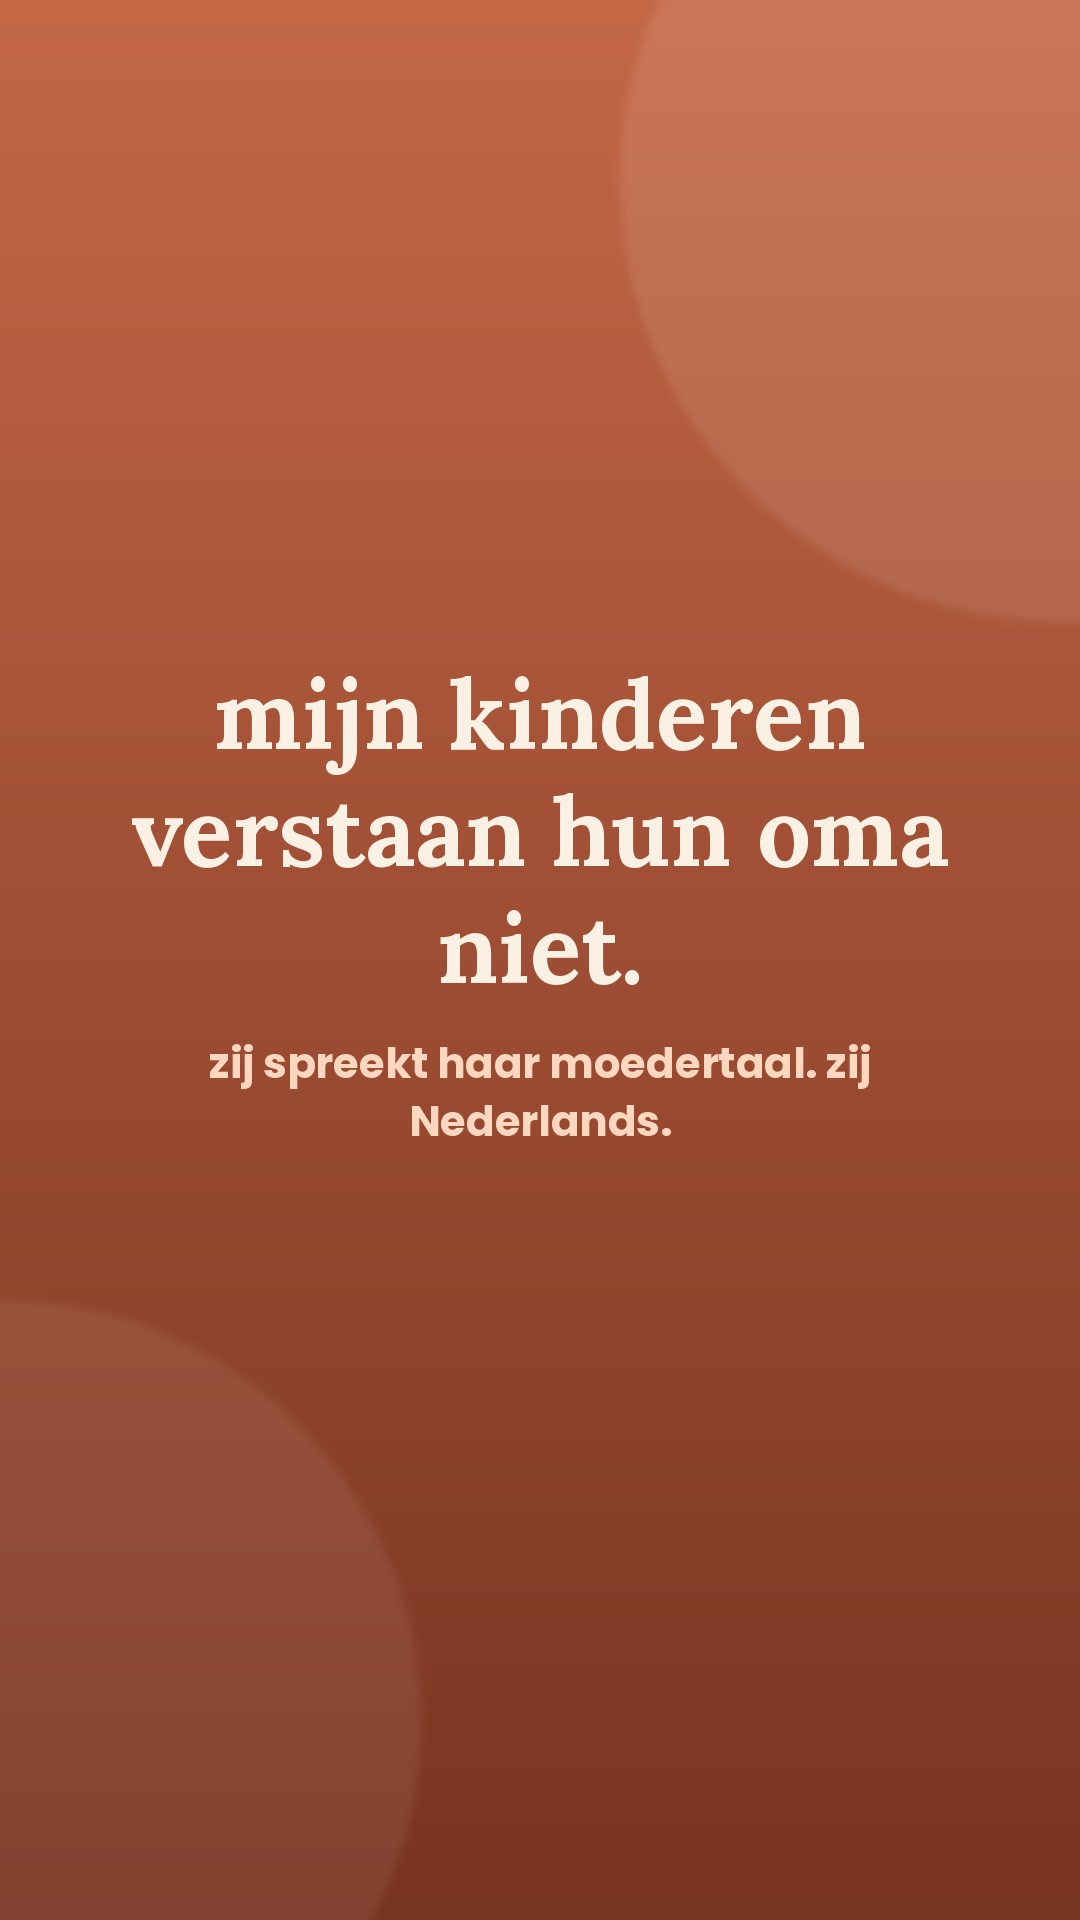 mijn kinderen
verstaan hun oma
niet.
zij spreekt haar moedertaal. zij
Nederlands.